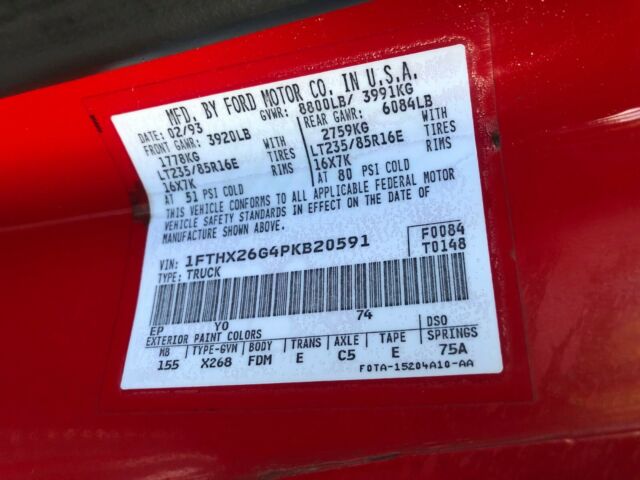 MFD. BY FORD MOTOR CO. IN U.S.A.
DATE: 02/93 GVWR: 8800LB/ 3991KG
FRONT GAWR: 3920LB REAR GAWR: 6084LB
1778KG WITH 2759KG WITH
LT235/85R16E TIRES LT235/85R16E TIRES
16X7K RIMS 16X7K RIMS
AT 51 PSI COLD AT 80 PSI COLD
THIS VEHICLE CONFORMS TO ALL APPLICABLE FEDERAL MOTOR
VEHICLE SAFETY STANDARDS IN EFFECT ON THE DATE OF
MANUFACTURE SHOWN ABOVE.
VIN: 1FTHX26G4PKB20591 F0084
TYPE: TRUCK T0148
EP YO 74
EXTERIOR PAINT COLORS DSO
WB TYPE-GVW BODY TRANS AXLE TAPE SPRINGS
155 X268 FDM E C5 E 75A
F0TA-15204A10-AA